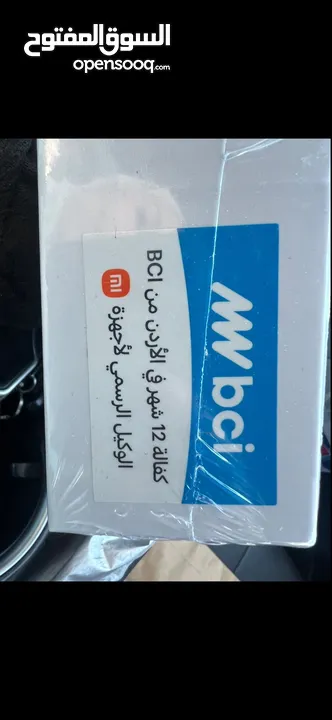 السوق المفتوح
opensooq.com
bci
كفالة 12 شهر في الأردن من BCI
الوكيل الرسمي لأجهزة mi